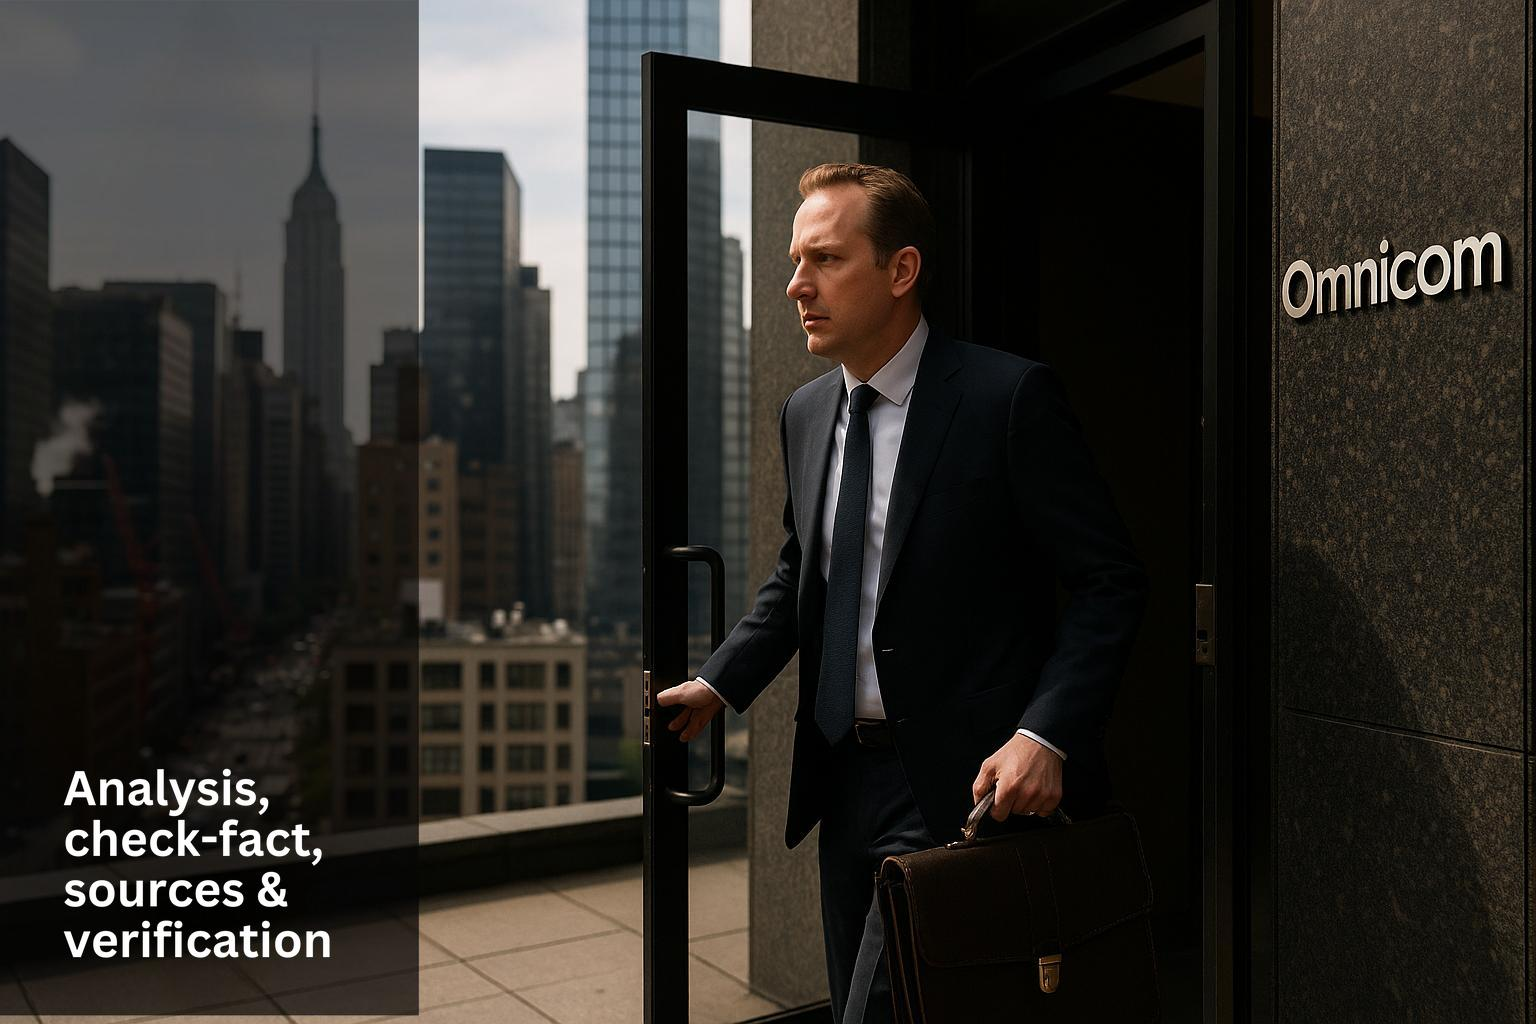 Omnicom
Analysis,
check-fact,
sources &
verification